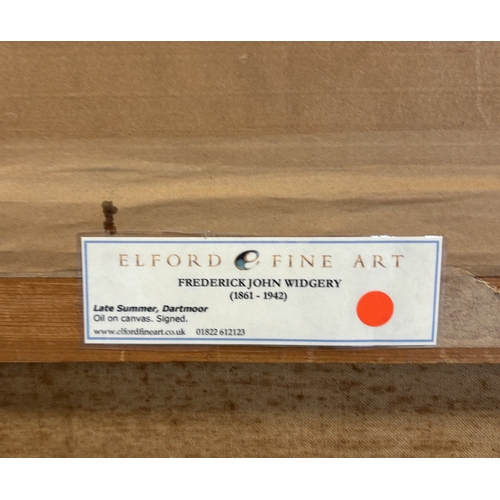 ELFORD e FINE ART
FREDERICK JOHN WIDGERY
(1861 - 1942)
Late Summer, Dartmoor
Oil on canvas. Signed.
www.elfordfineart.co.uk 01822 612123